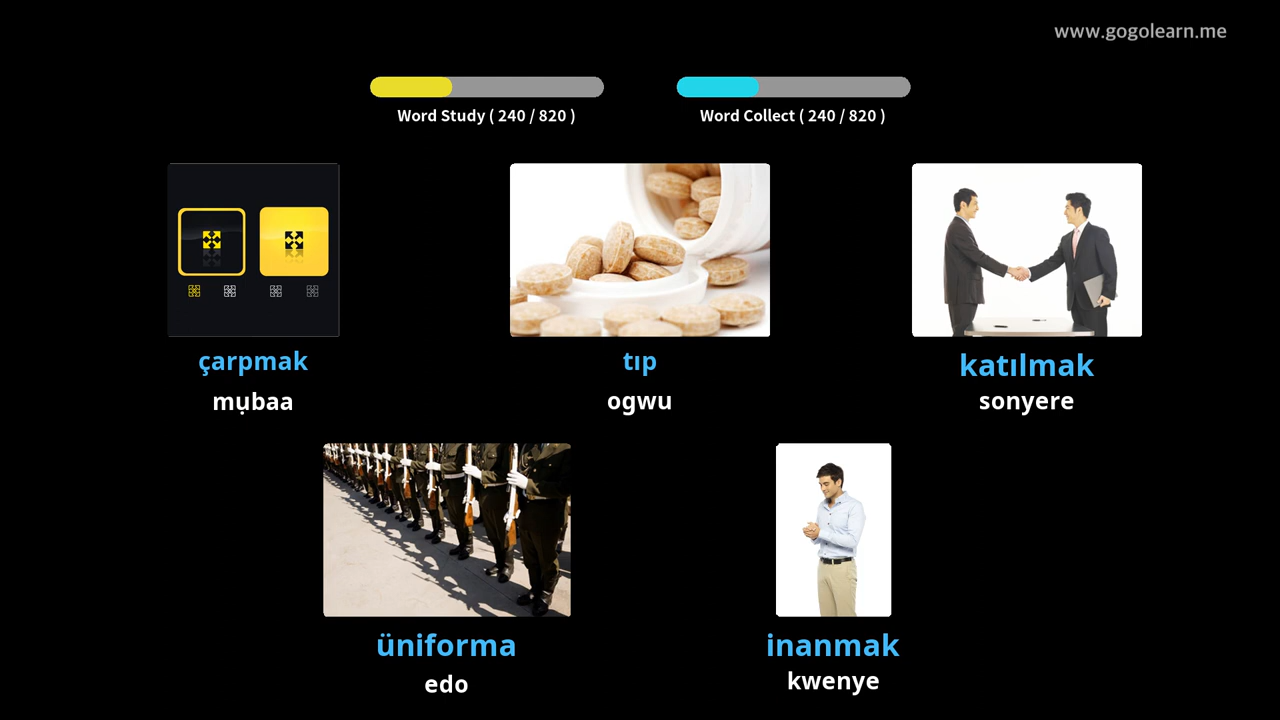 www.gogolearn.me
Word Study ( 240 / 820 )
Word Collect ( 240 / 820 )
çarpmak
mụbaa
tıp
ogwu
katılmak
sonyere
üniforma
edo
inanmak
kwenye